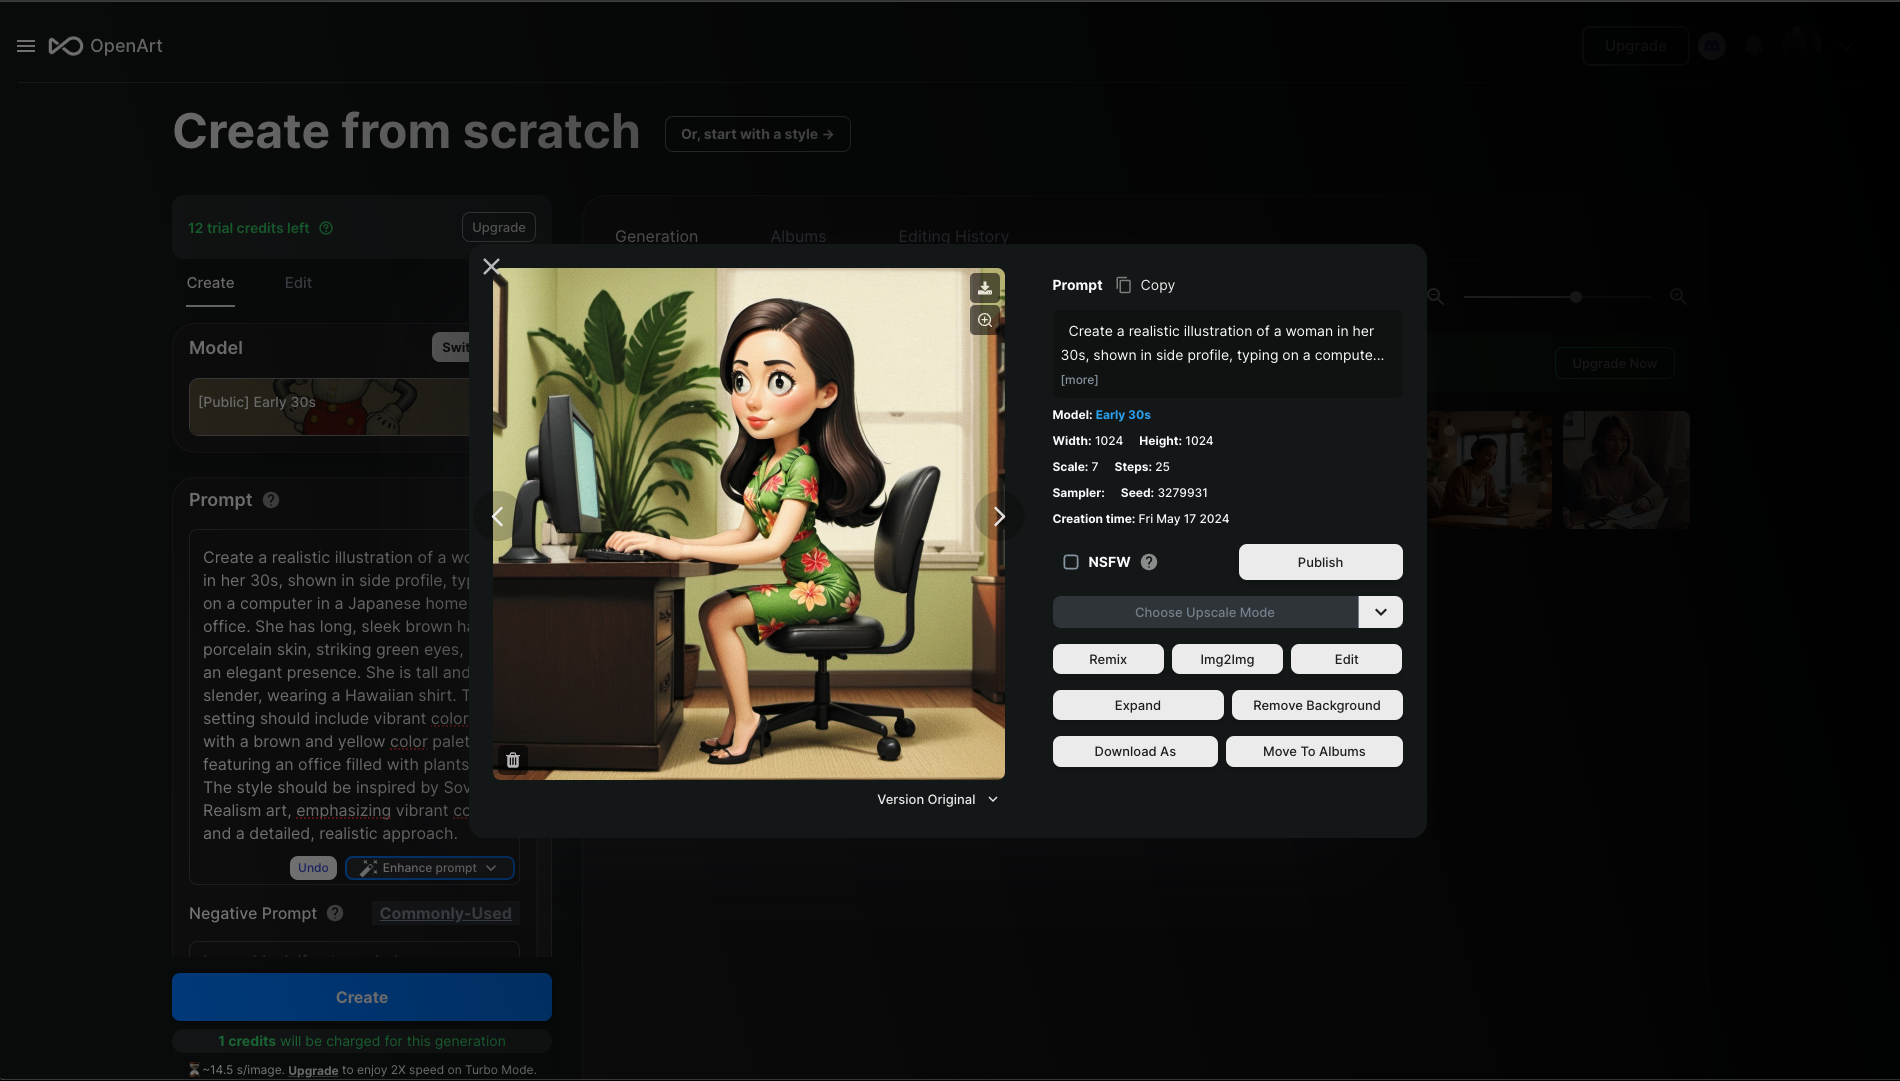 OpenArt
Upgrade
Create from scratch
Or, start with a style →
12 trial credits left
Upgrade
Generation
Albums
Editing History
Create
Edit
Model
Swit
[Public] Early 30s
Prompt
Create a realistic illustration of a wo
in her 30s, shown in side profile, typ
on a computer in a Japanese home
office. She has long, sleek brown ha
porcelain skin, striking green eyes,
an elegant presence. She is tall and
slender, wearing a Hawaiian shirt. T
setting should include vibrant color
with a brown and yellow color palet
featuring an office filled with plants
The style should be inspired by Sov
Realism art, emphasizing vibrant co
and a detailed, realistic approach.
Undo
Enhance prompt
Negative Prompt
Commonly-Used
Create
1 credits will be charged for this generation
~14.5 s/image. Upgrade to enjoy 2X speed on Turbo Mode.
Version Original
Prompt
Copy
Create a realistic illustration of a woman in her
30s, shown in side profile, typing on a compute...
[more]
Model: Early 30s
Width: 1024 Height: 1024
Scale: 7 Steps: 25
Sampler: Seed: 3279931
Creation time: Fri May 17 2024
NSFW
Publish
Choose Upscale Mode
Remix
Img2Img
Edit
Expand
Remove Background
Download As
Move To Albums
Upgrade Now